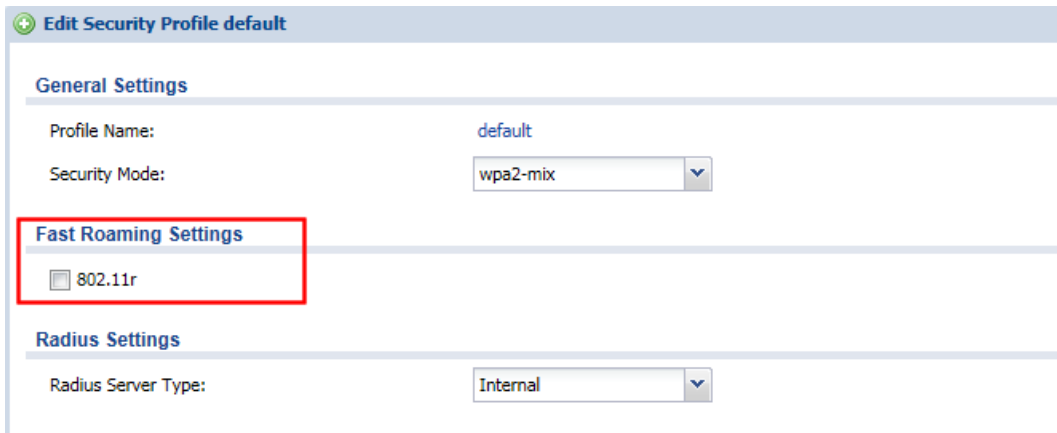 Edit Security Profile default
General Settings
Profile Name: default
Security Mode: wpa2-mix
Fast Roaming Settings
802.11r
Radius Settings
Radius Server Type: Internal